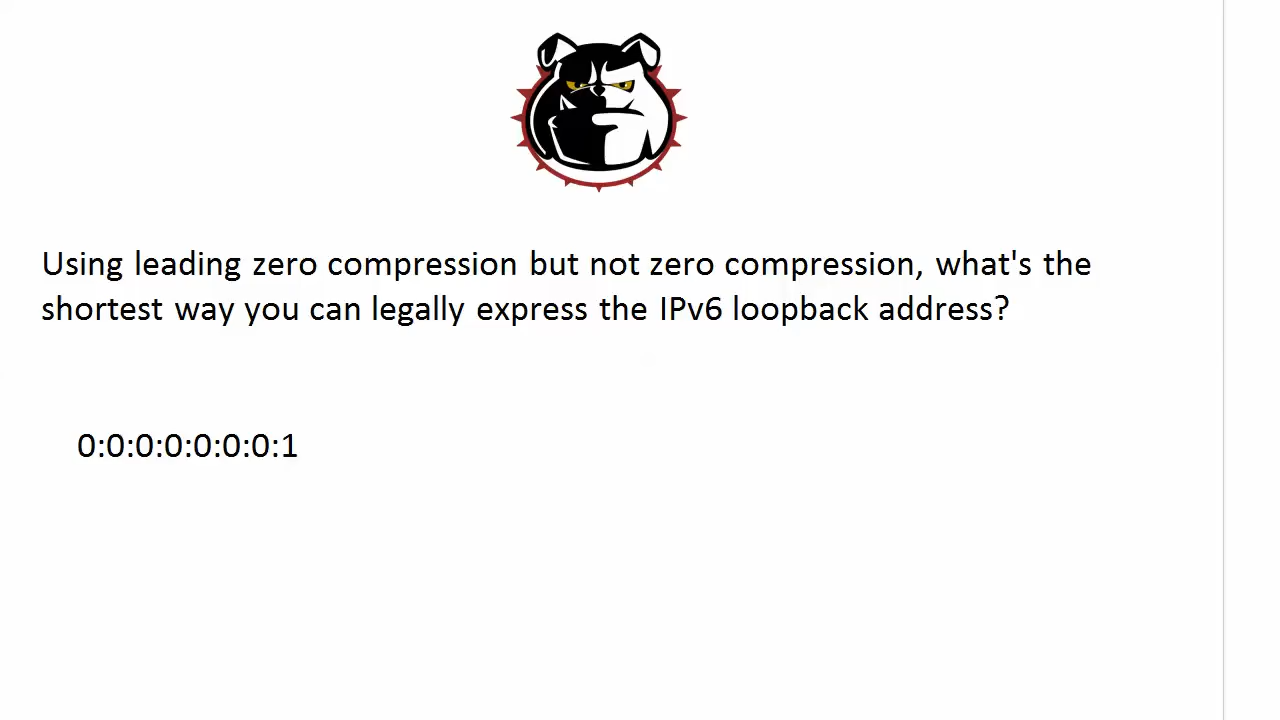 Using leading zero compression but not zero compression, what's the
shortest way you can legally express the IPv6 loopback address?
0:0:0:0:0:0:0:1